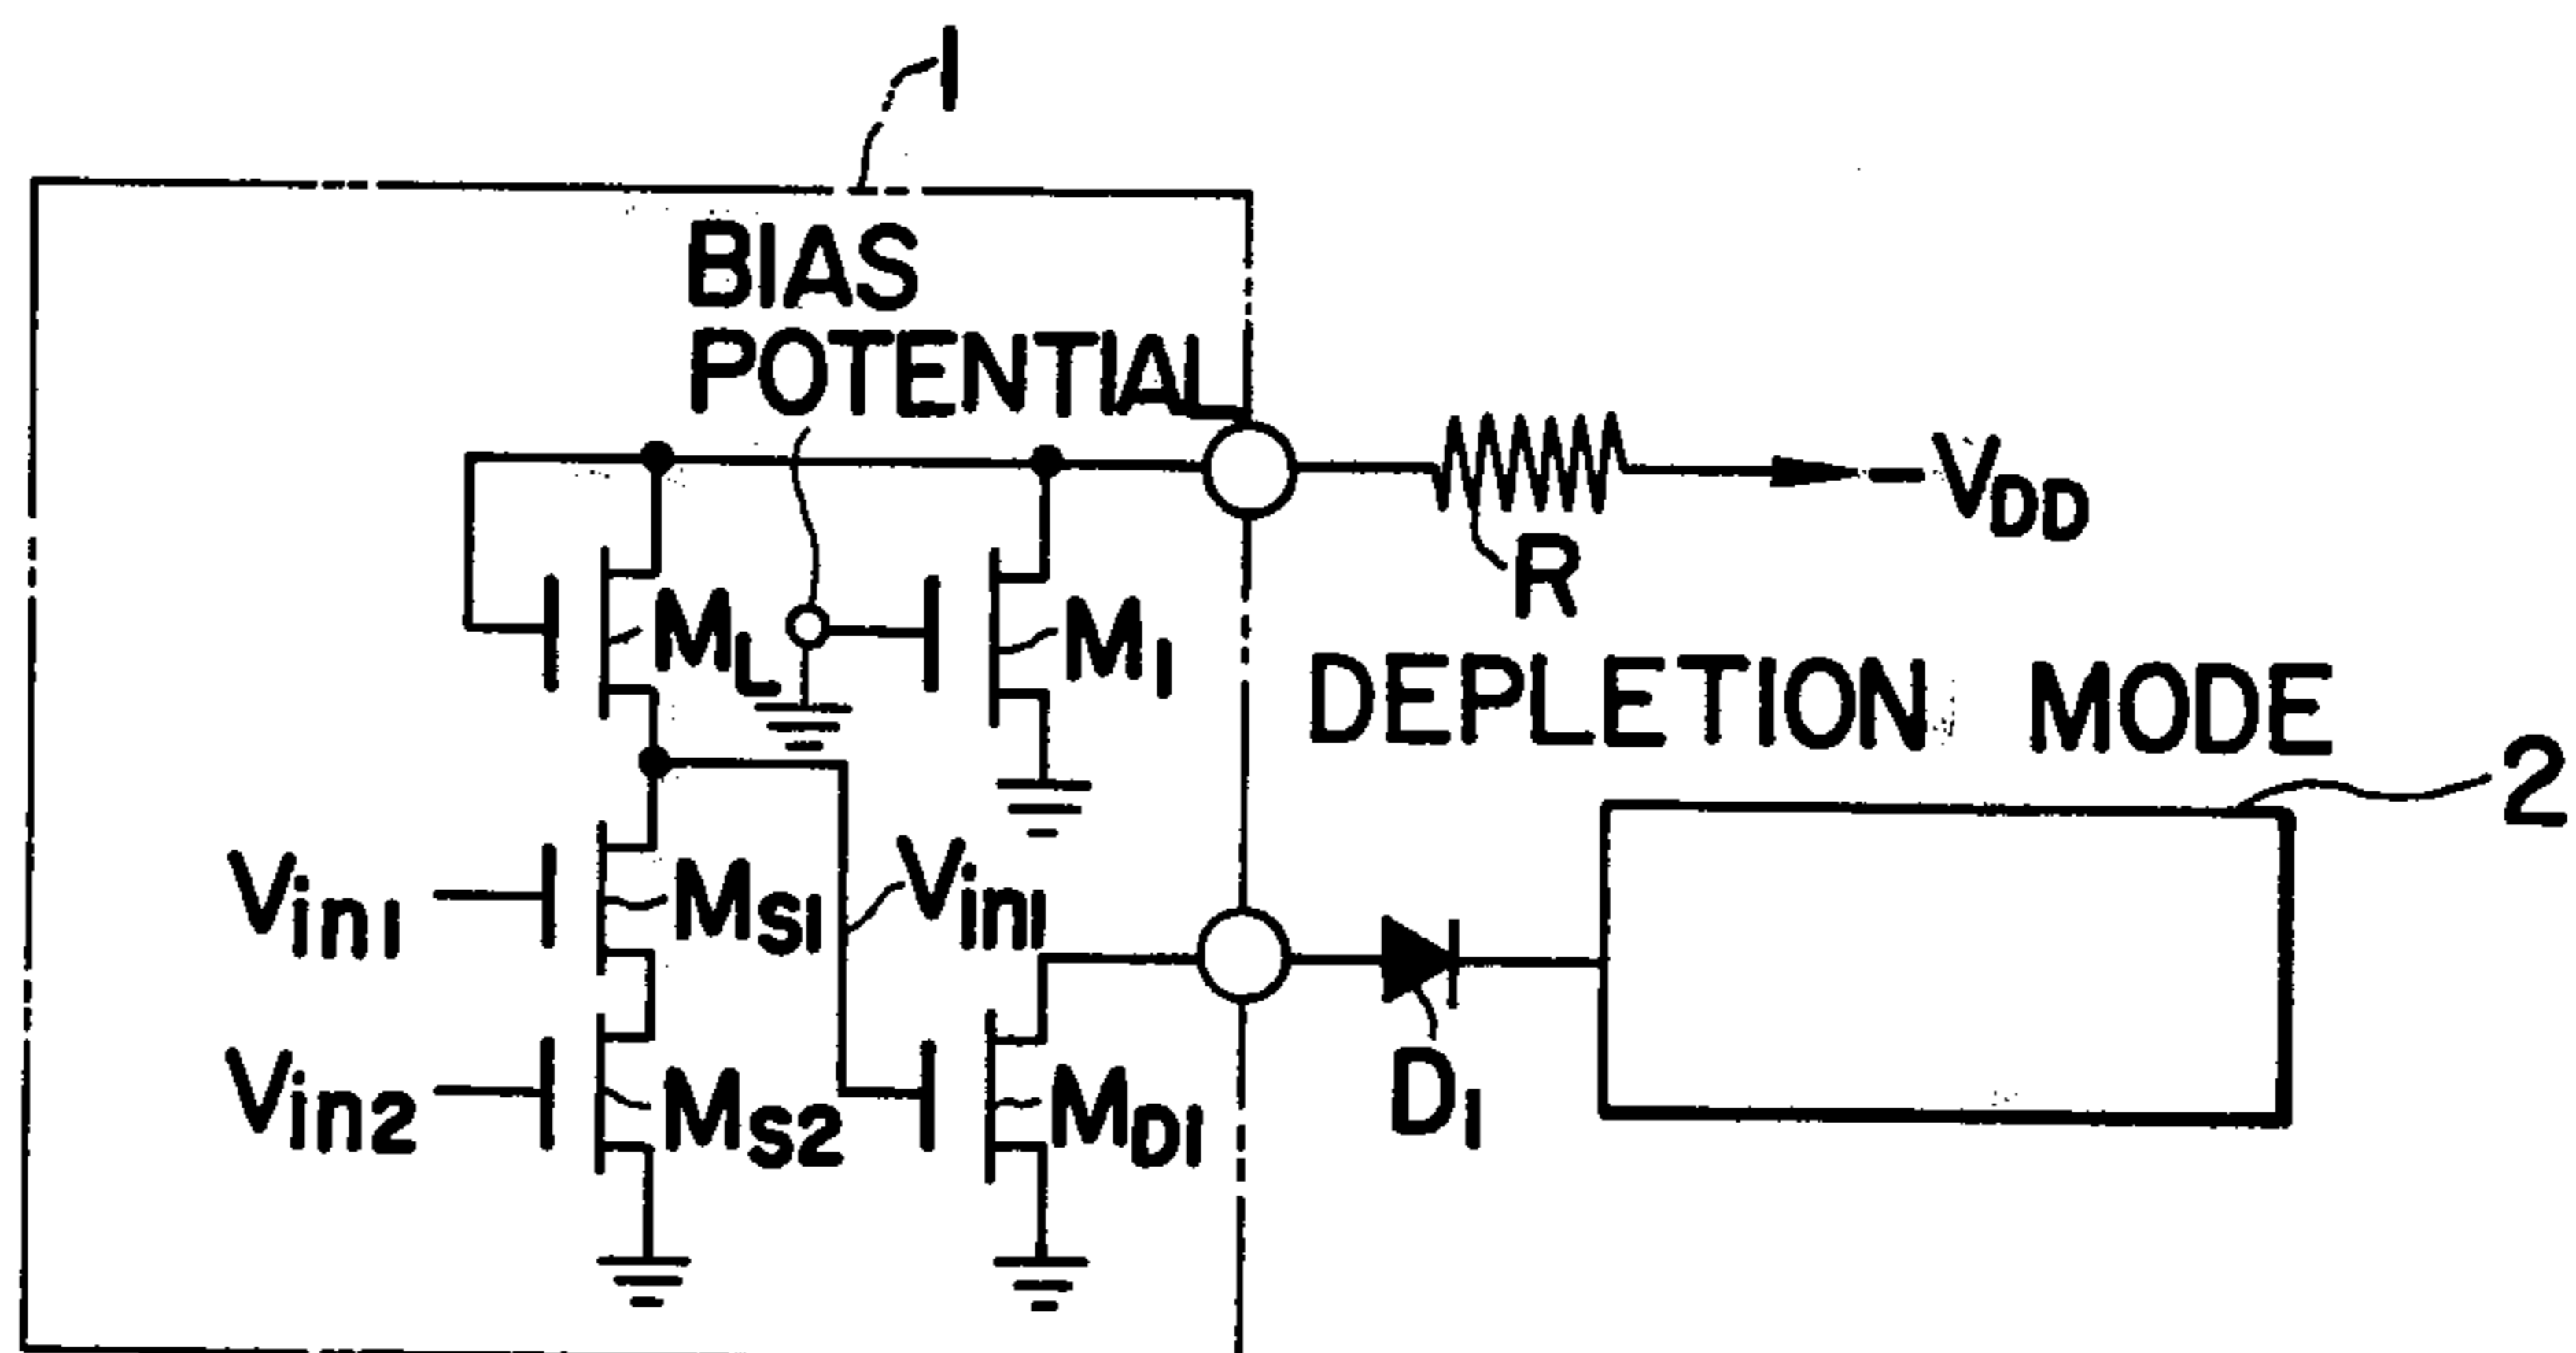 1
BIAS
POTENTIAL
-VDD
R
ML
M1
DEPLETION MODE
2
Vin1
MS1
Vin1
Vin2
MS2
MD1
D1